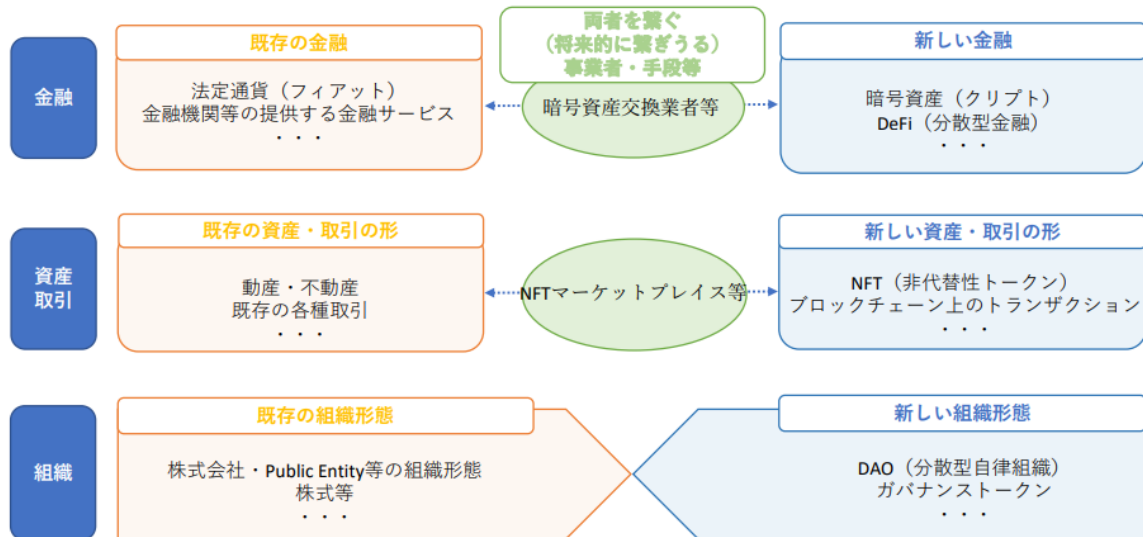 金融
既存の金融
法定通貨（フィアット）
金融機関等の提供する金融サービス
・・・
両者を繋ぐ
（将来的に繋ぎうる）
事業者・手段等
暗号資産交換業者等
新しい金融
暗号資産（クリプト）
DeFi（分散型金融）
・・・
資産
取引
既存の資産・取引の形
動産・不動産
既存の各種取引
・・・
NFTマーケットプレイス等
新しい資産・取引の形
NFT（非代替性トークン）
ブロックチェーン上のトランザクション
・・・
組織
既存の組織形態
株式会社・Public Entity等の組織形態
株式等
・・・
新しい組織形態
DAO（分散型自律組織）
ガバナンストークン
・・・